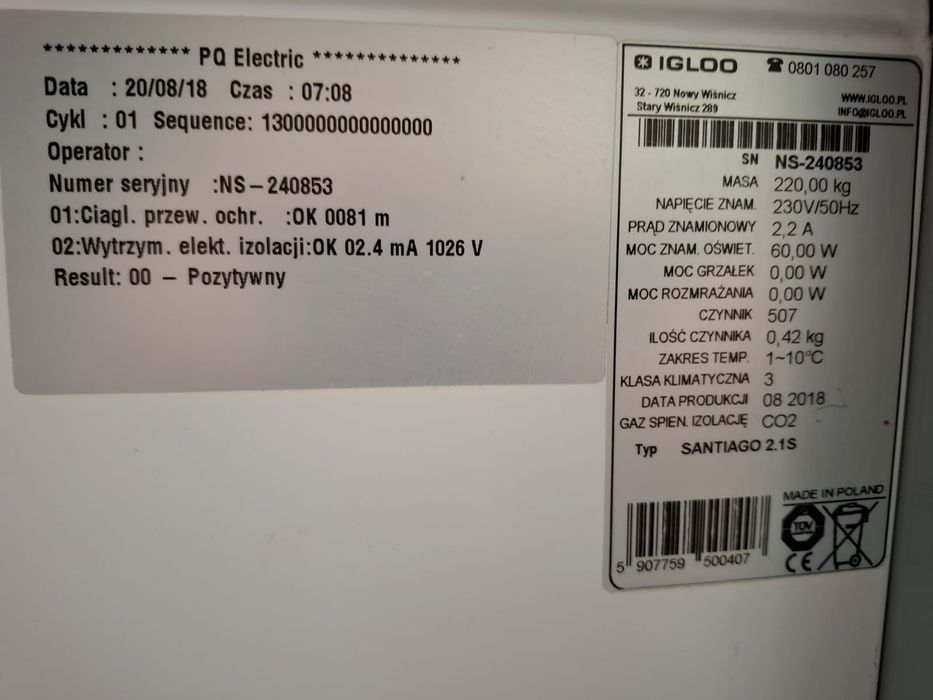 ************* PQ Electric *************
Data : 20/08/18 Czas : 07:08
Cykl : 01 Sequence: 1300000000000000
Operator :
Numer seryjny :NS-240853
01:Ciagl. przew. ochr. :OK 0081 m
02:Wytrzym. elekt. izolacji:OK 02.4 mA 1026 V
Result: 00 - Pozytywny
IGLOO ☎ 0801 080 257
32 - 720 Nowy Wiśnicz
Stary Wiśnicz 289
WWW.IGLOO.PL
INFO@IGLOO.PL
SN NS-240853
MASA 220,00 kg
NAPIĘCIE ZNAM. 230V/50Hz
PRĄD ZNAMIONOWY 2,2 A
MOC ZNAM. OŚWIET. 60,00 W
MOC GRZAŁEK 0,00 W
MOC ROZMRAŻANIA 0,00 W
CZYNNIK 507
ILOŚĆ CZYNNIKA 0,42 kg
ZAKRES TEMP. 1~10°C
KLASA KLIMATYCZNA 3
DATA PRODUKCJI 08 2018
GAZ SPIEN. IZOLACJĘ CO2
Typ SANTIAGO 2.1S
MADE IN POLAND
TÜV
CE
5 907759 500407